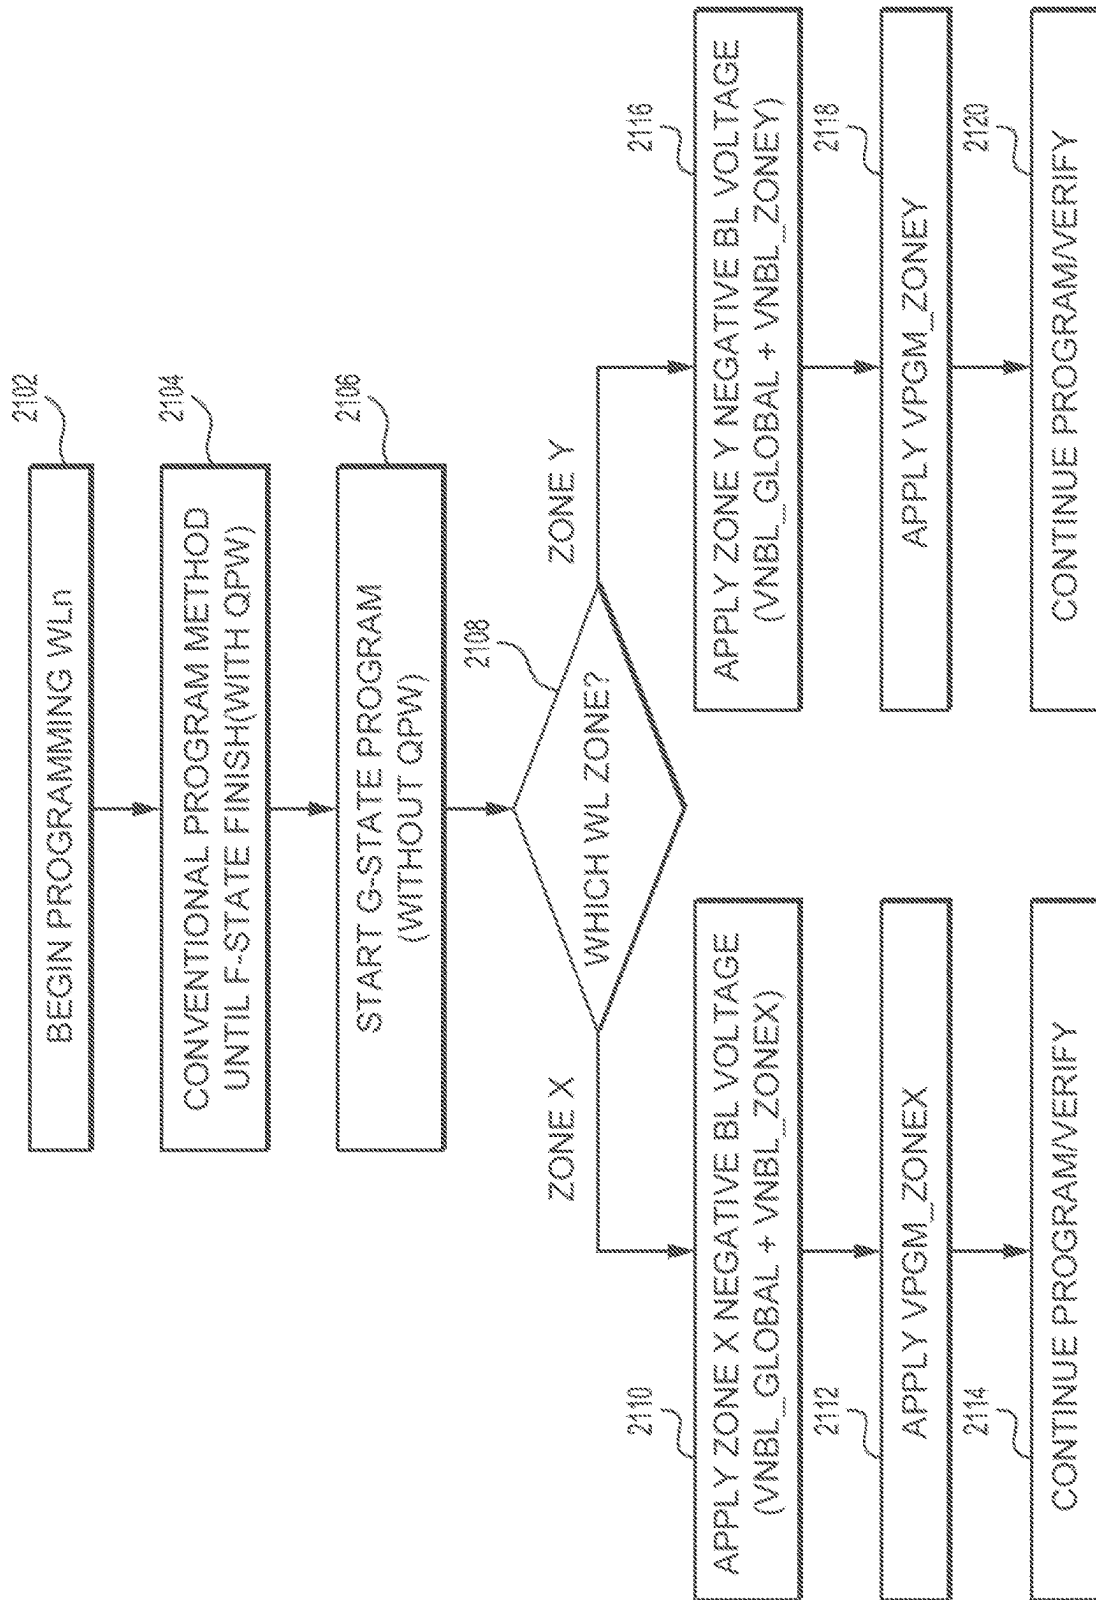 2102
BEGIN PROGRAMMING WLn
2104
CONVENTIONAL PROGRAM METHOD
UNTIL F-STATE FINISH(WITH QPW)
2106
START G-STATE PROGRAM
(WITHOUT QPW)
2108
WHICH WL ZONE?
ZONE X
ZONE Y
2110
APPLY ZONE X NEGATIVE BL VOLTAGE
(VNBL_GLOBAL + VNBL_ZONEX)
2112
APPLY VPGM_ZONEX
2114
CONTINUE PROGRAM/VERIFY
2116
APPLY ZONE Y NEGATIVE BL VOLTAGE
(VNBL_GLOBAL + VNBL_ZONEY)
2118
APPLY VPGM_ZONEY
2120
CONTINUE PROGRAM/VERIFY